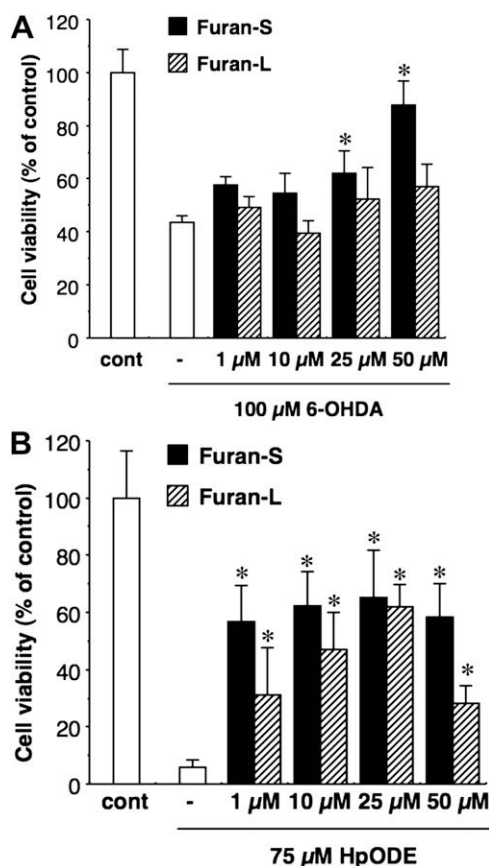 A
Cell viability (% of control)
120
100
80
60
40
20
0
Furan-S
Furan-L
*
*
cont
-
1 µM
10 µM
25 µM
50 µM
100 µM 6-OHDA
B
Cell viability (% of control)
120
100
80
60
40
20
0
Furan-S
Furan-L
*
*
*
*
*
*
*
*
cont
-
1 µM
10 µM
25 µM
50 µM
75 µM HpODE